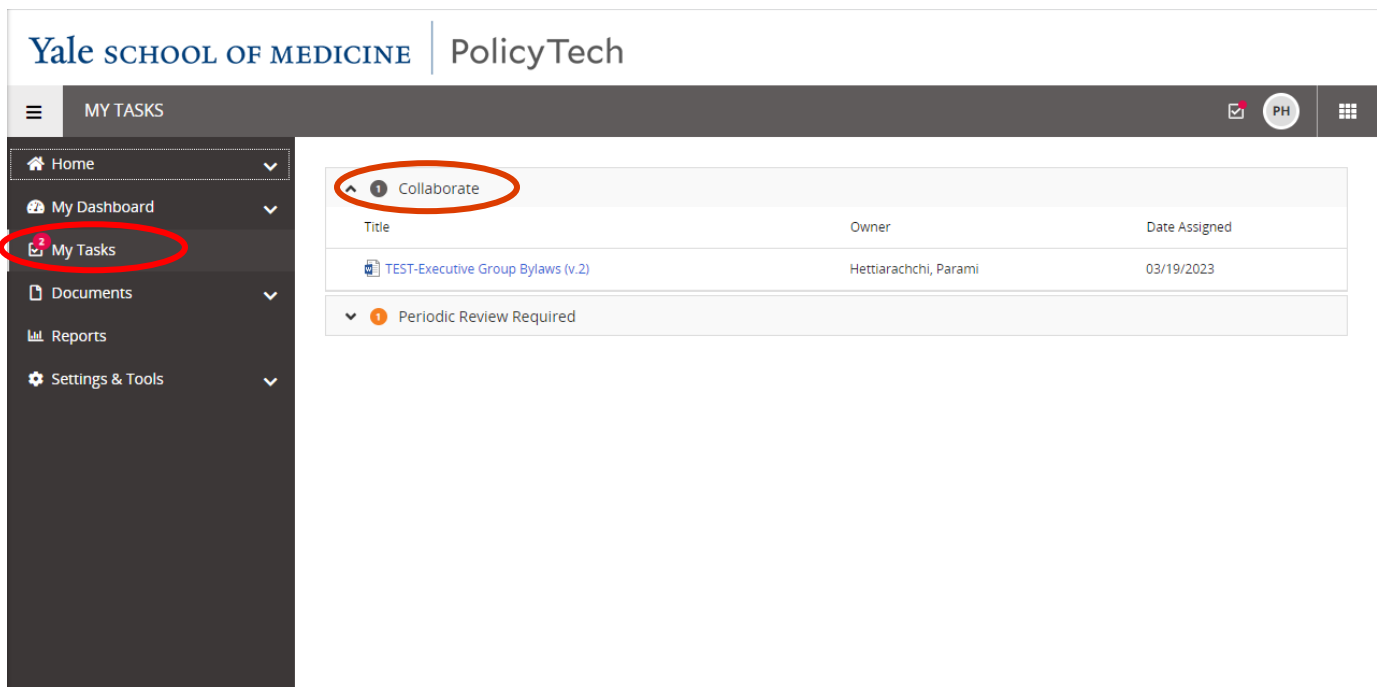 Yale SCHOOL OF MEDICINE PolicyTech
MY TASKS PH
Home
My Dashboard
2
My Tasks
Documents
Reports
Settings & Tools
1 Collaborate
Title Owner Date Assigned
TEST-Executive Group Bylaws (v.2) Hettiarachchi, Parami 03/19/2023
1 Periodic Review Required